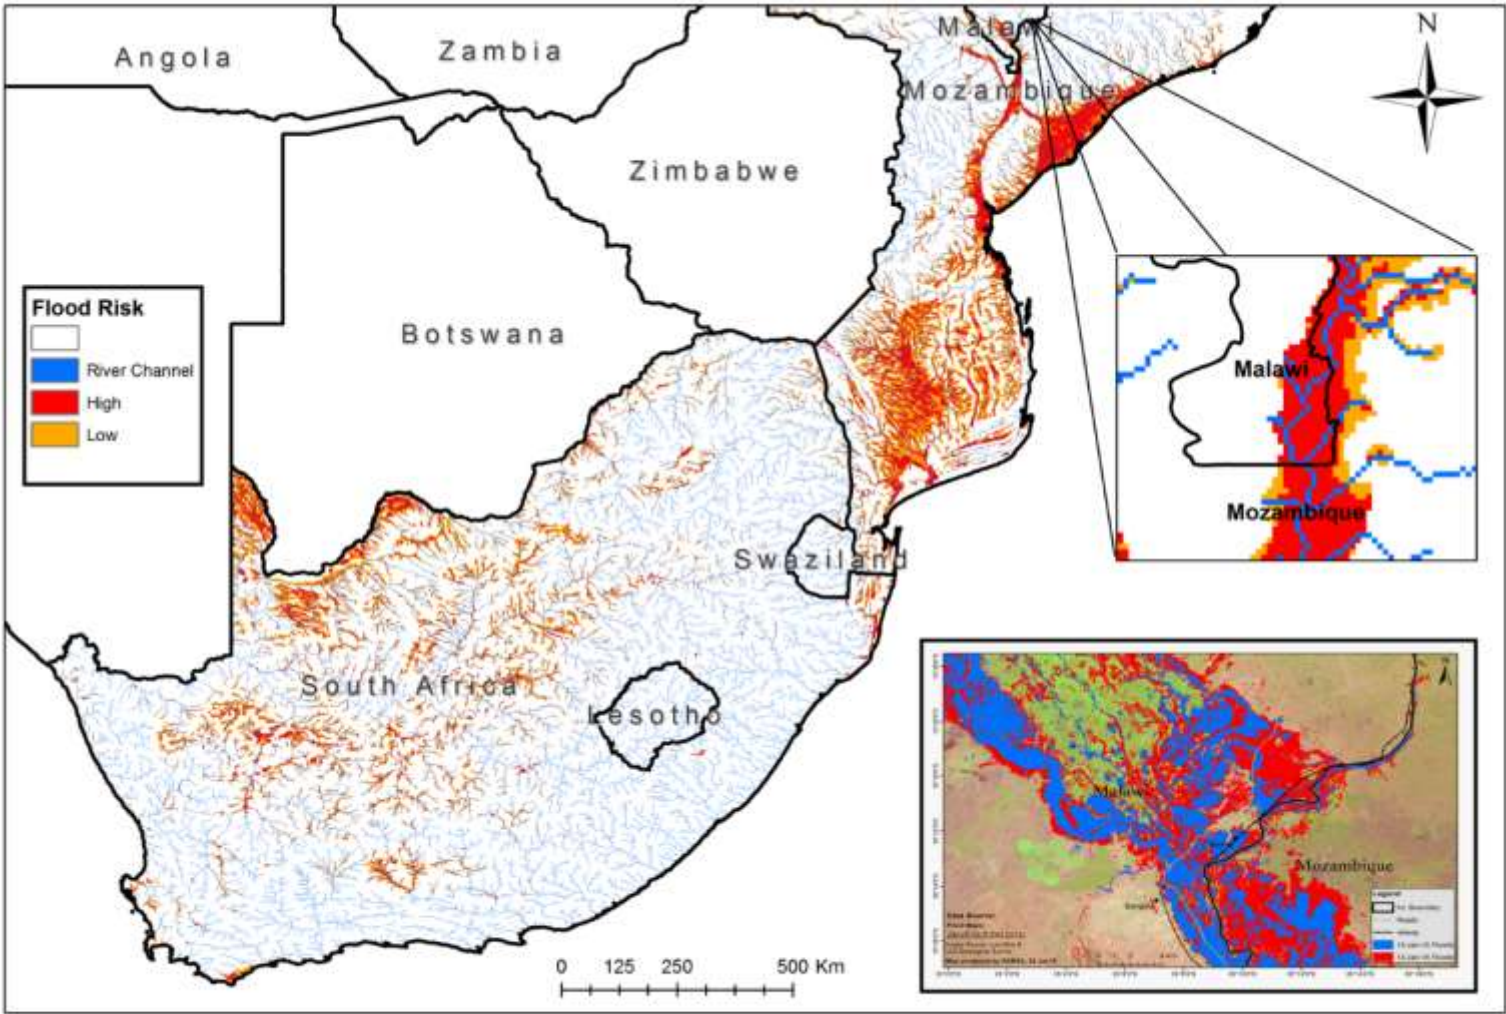 Malawi
N
Angola
Zambia
Mozambique
Zimbabwe
Botswana
Flood Risk
River Channel
High
Low
Malawi
Mozambique
Swaziland
South Africa
Lesotho
Malawi
Mozambique
Legend
0 125 250 500 Km